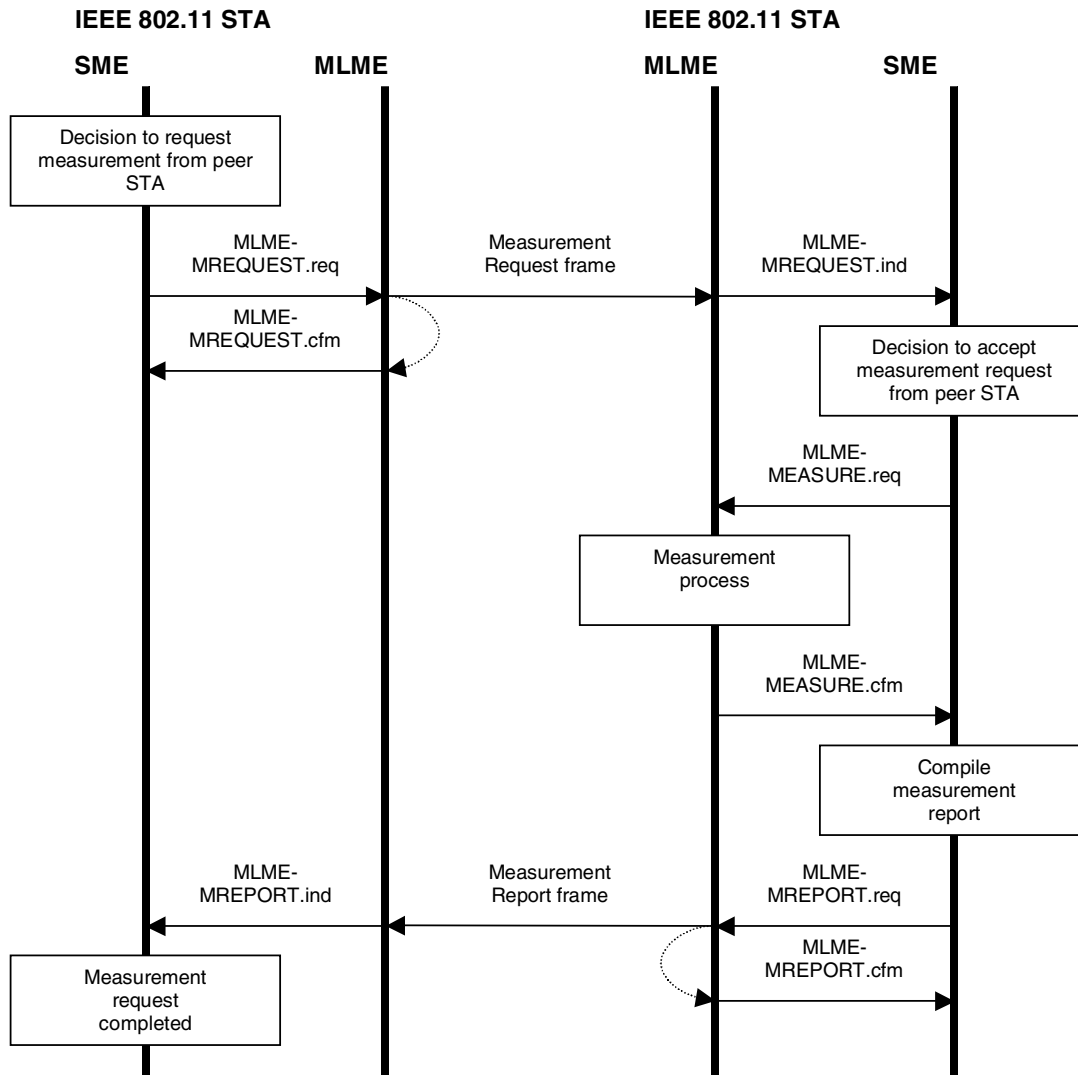 IEEE 802.11 STA
IEEE 802.11 STA
SME
MLME
MLME
SME
Decision to request
measurement from peer
STA
MLME-
MREQUEST.req
Measurement
Request frame
MLME-
MREQUEST.ind
MLME-
MREQUEST.cfm
Decision to accept
measurement request
from peer STA
MLME-
MEASURE.req
Measurement
process
MLME-
MEASURE.cfm
Compile
measurement
report
MLME-
MREPORT.ind
Measurement
Report frame
MLME-
MREPORT.req
MLME-
MREPORT.cfm
Measurement
request
completed